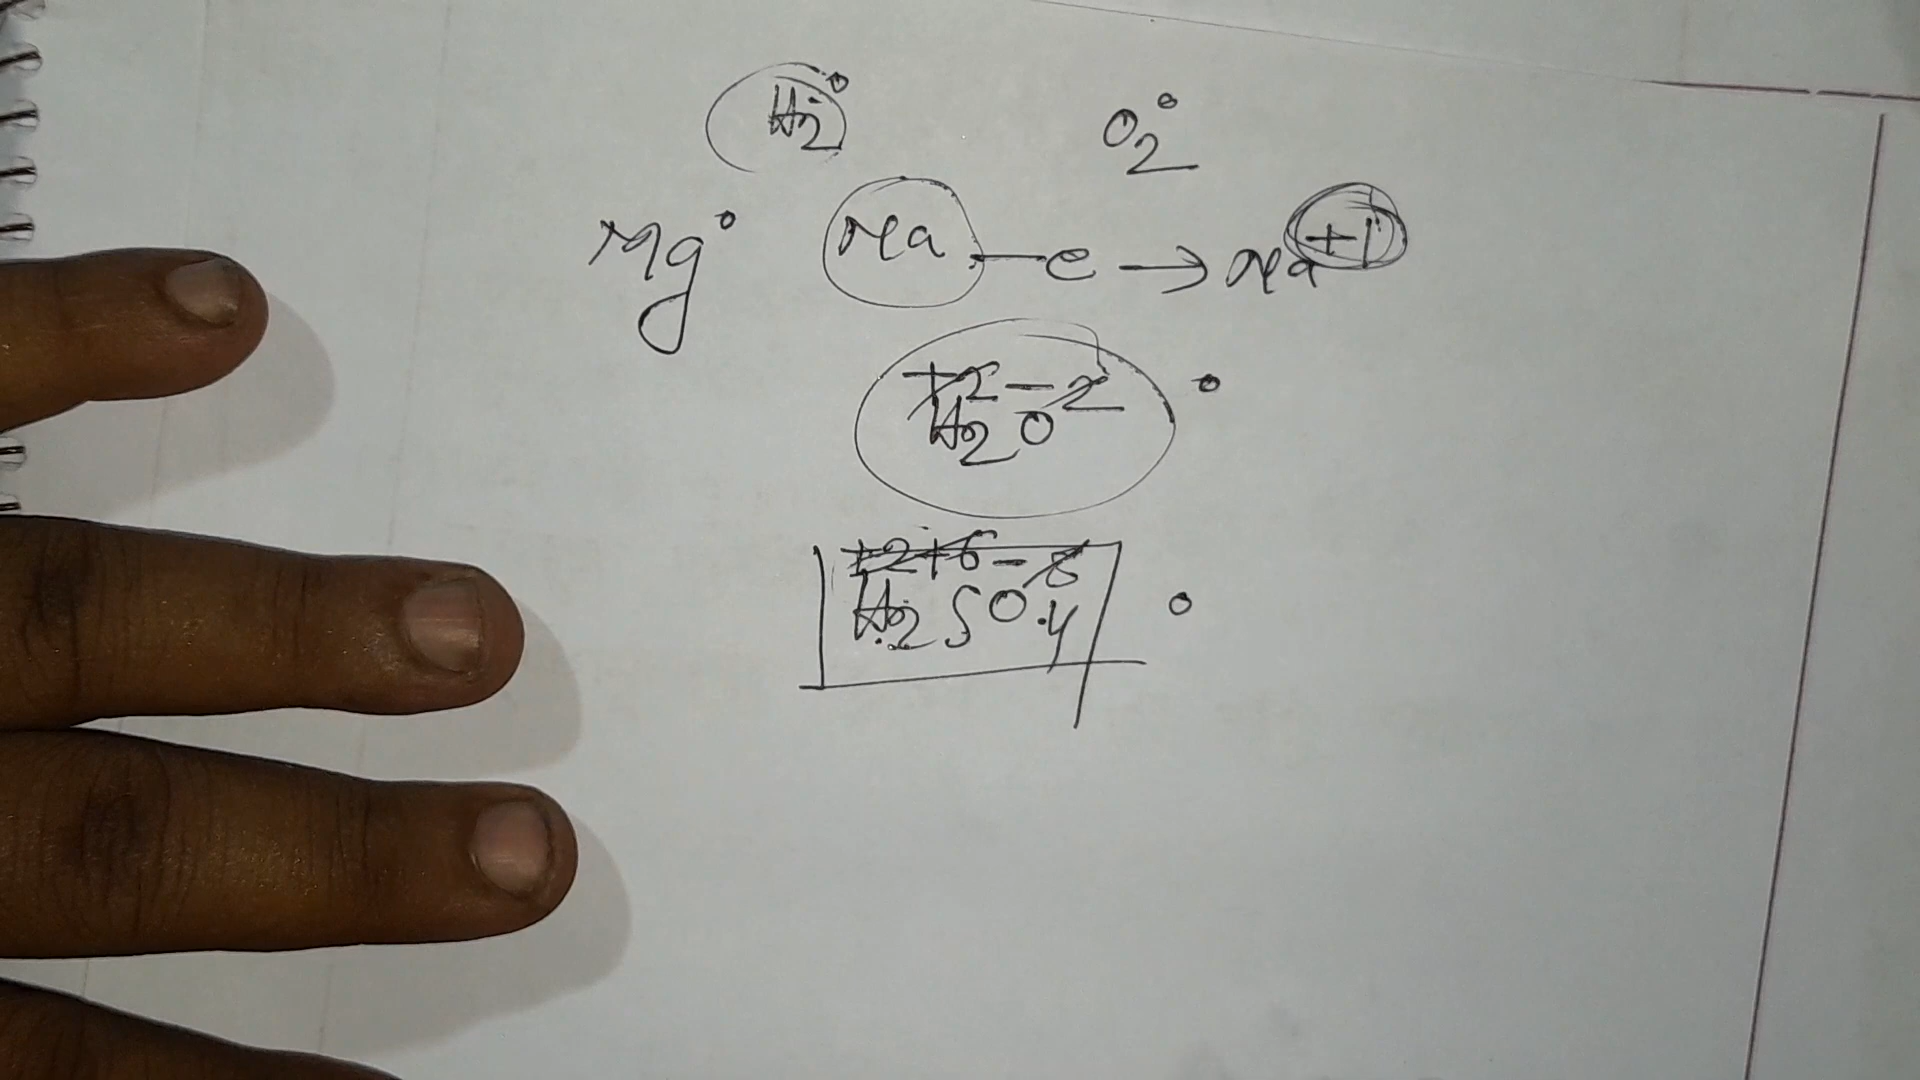 H₂° O₂°
Mg° Na – e → Na⁺¹
+2 –2 °
H₂O
+2+6 –8
H₂SO₄ °